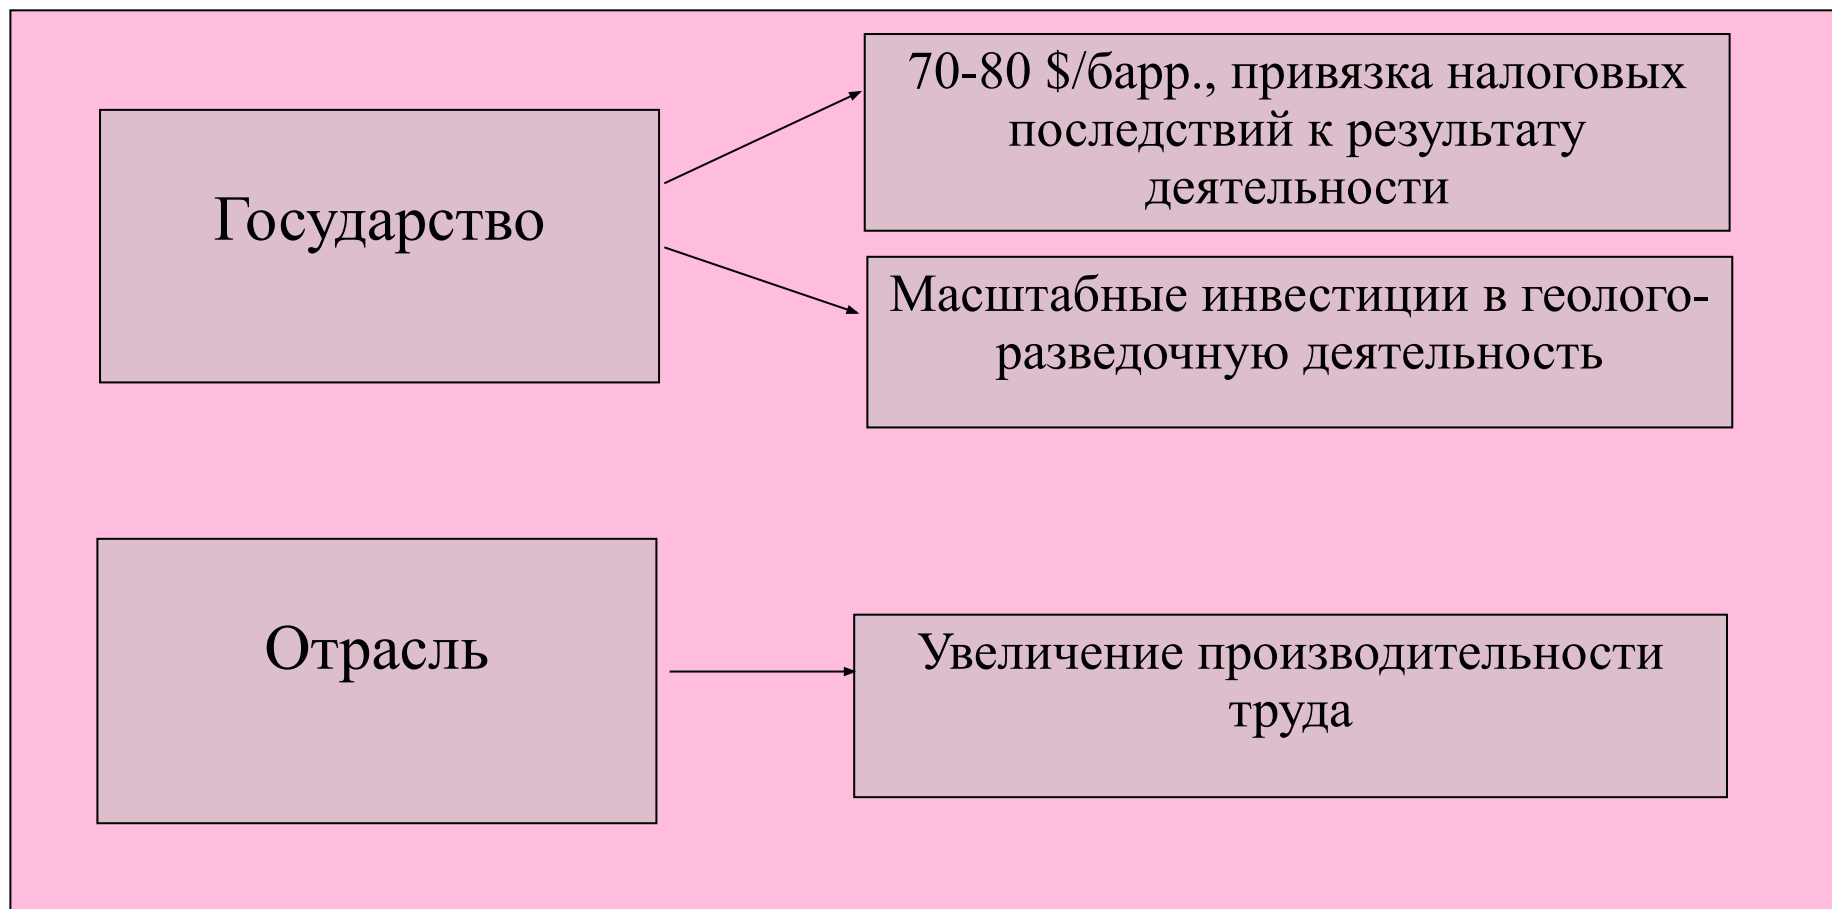 Государство
70-80 $/барр., привязка налоговых
последствий к результату
деятельности
Масштабные инвестиции в геолого-
разведочную деятельность
Отрасль
Увеличение производительности
труда